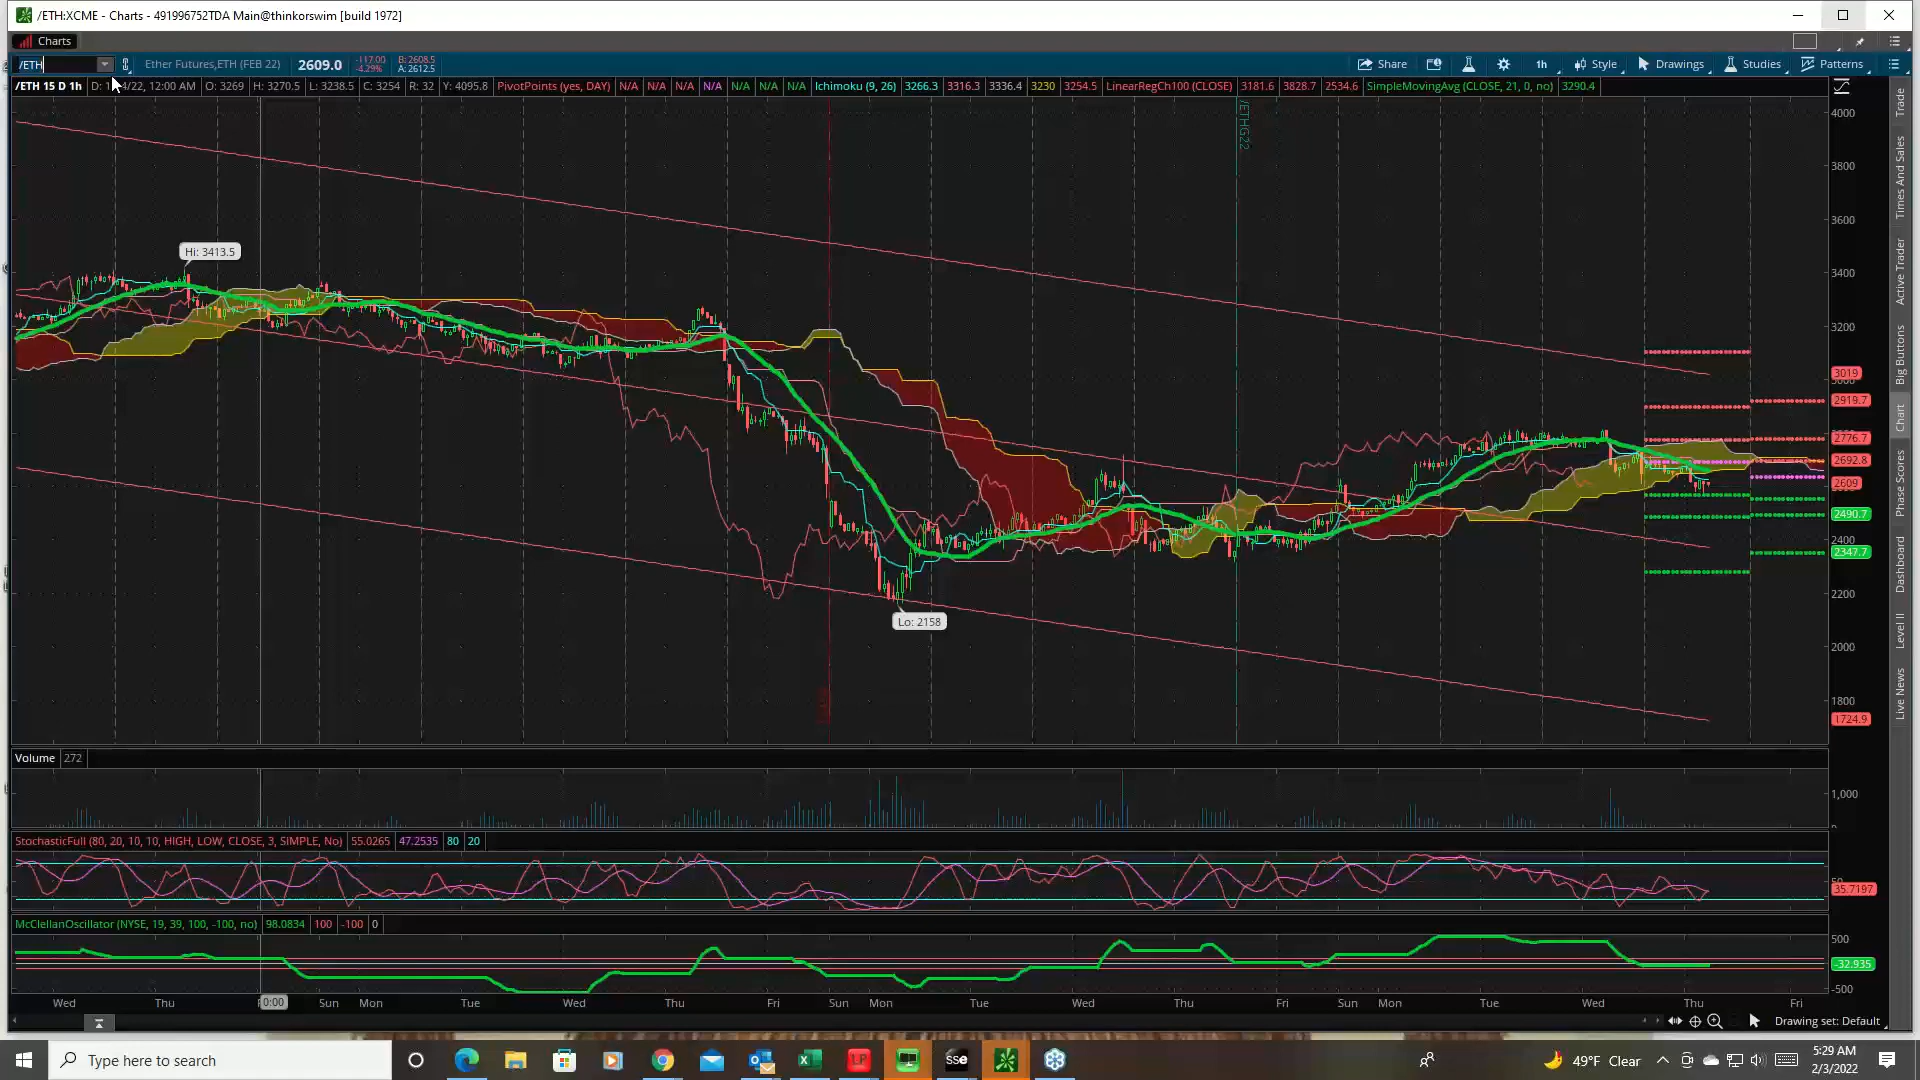 /ETH:XCME - Charts - 491996752TDA Main@thinkorswim [build 1972]
Charts
/ETH Ether Futures,ETH (FEB 22) 2609.0 -117.00 -4.29% B: 2608.5 A: 2612.5 Share 1h Style Drawings Studies Patterns
/ETH 15 D 1h D: 4/22, 12:00 AM O: 3269 H: 3270.5 L: 3238.5 C: 3254 R: 32 Y: 4095.8 PivotPoints (yes, DAY) N/A N/A N/A N/A N/A N/A N/A Ichimoku (9, 26) 3266.3 3316.3 3336.4 3230 3254.5 LinearRegCh100 (CLOSE) 3181.6 3828.7 2534.6 SimpleMovingAvg (CLOSE, 21, 0, no) 3290.4
/ETHG22
Hi: 3413.5
Lo: 2158
4000
3800
3600
3400
3200
3019
2919.7
2776.7
2692.8
2609
2490.7
2400
2347.7
2200
2000
1800
1724.9
Volume 272
1,000
StochasticFull (80, 20, 10, 10, HIGH, LOW, CLOSE, 3, SIMPLE, No) 55.0265 47.2535 80 20
35.7197
McClellanOscillator (NYSE, 19, 39, 100, -100, no) 98.0834 100 -100 0
500
-32.935
-500
Wed Thu 0:00 Sun Mon Tue Wed Thu Fri Sun Mon Tue Wed Thu Fri Sun Mon Tue Wed Thu Fri
Drawing set: Default
Trade
Times And Sales
Active Trader
Big Buttons
Chart
Phase Scores
Dashboard
Level II
Live News
Type here to search
LP
sse
49°F Clear
5:29 AM
2/3/2022